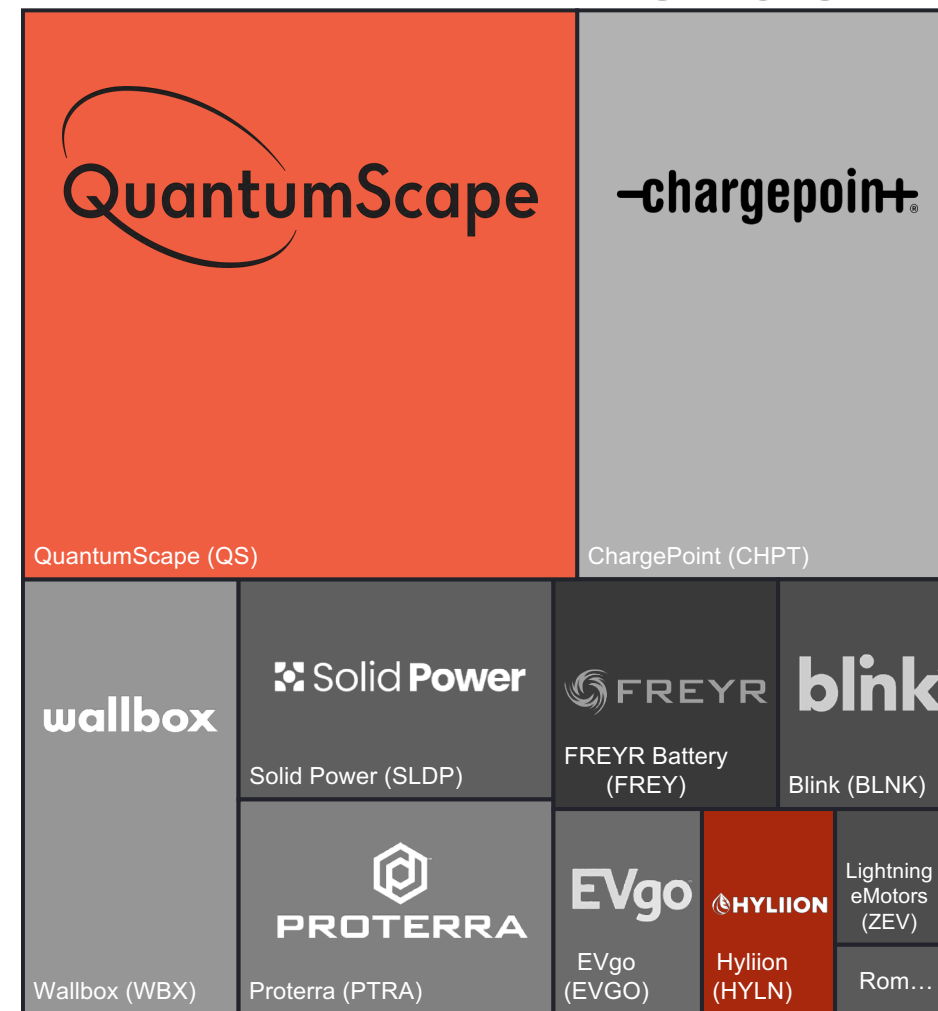 QuantumScape
QuantumScape (QS)
chargepoint®
ChargePoint (CHPT)
wallbox
Wallbox (WBX)
Solid Power
Solid Power (SLDP)
PROTERRA
Proterra (PTRA)
FREYR
FREYR Battery
(FREY)
blink
Blink (BLNK)
EVgo
EVgo
(EVGO)
HYLIION
Hyliion
(HYLN)
Lightning
eMotors
(ZEV)
Rom…